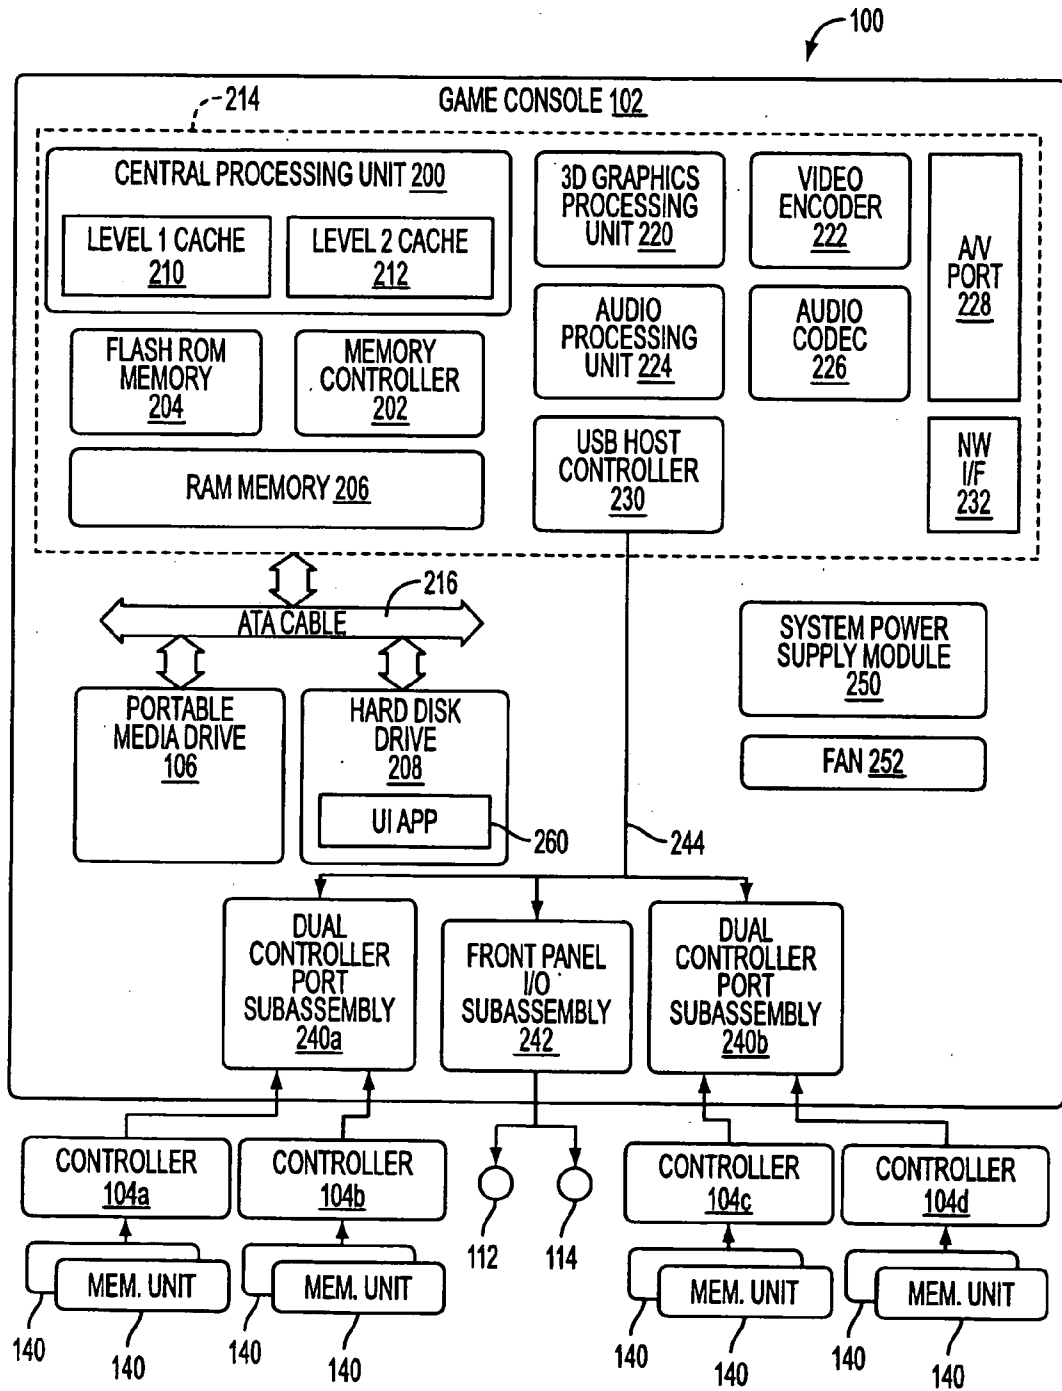 100
GAME CONSOLE 102
214
CENTRAL PROCESSING UNIT 200
LEVEL 1 CACHE
210
LEVEL 2 CACHE
212
3D GRAPHICS
PROCESSING
UNIT 220
VIDEO
ENCODER
222
A/V
PORT
228
FLASH ROM
MEMORY
204
MEMORY
CONTROLLER
202
AUDIO
PROCESSING
UNIT 224
AUDIO
CODEC
226
RAM MEMORY 206
USB HOST
CONTROLLER
230
NW
I/F
232
216
ATA CABLE
SYSTEM POWER
SUPPLY MODULE
250
PORTABLE
MEDIA DRIVE
106
HARD DISK
DRIVE
208
UI APP
260
FAN 252
244
DUAL
CONTROLLER
PORT
SUBASSEMBLY
240a
FRONT PANEL
I/O
SUBASSEMBLY
242
DUAL
CONTROLLER
PORT
SUBASSEMBLY
240b
CONTROLLER
104a
CONTROLLER
104b
112
114
CONTROLLER
104c
CONTROLLER
104d
MEM. UNIT
MEM. UNIT
MEM. UNIT
MEM. UNIT
140
140
140
140
140
140
140
140